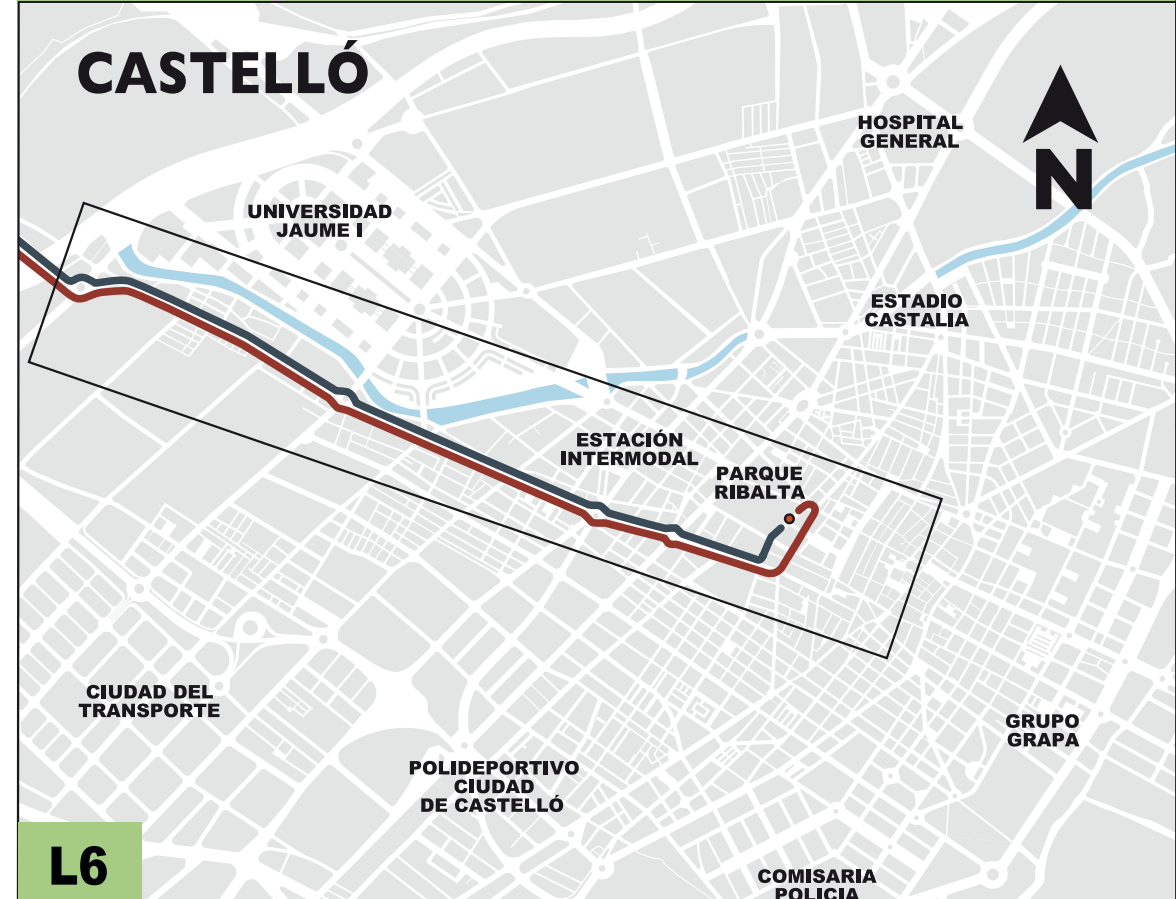 CASTELLÓ
HOSPITAL
GENERAL
N
UNIVERSIDAD
JAUME I
ESTADIO
CASTALIA
ESTACIÓN
INTERMODAL
PARQUE
RIBALTA
CIUDAD DEL
TRANSPORTE
GRUPO
GRAPA
POLIDEPORTIVO
CIUDAD
DE CASTELLÓ
L6
COMISARIA
POLICIA